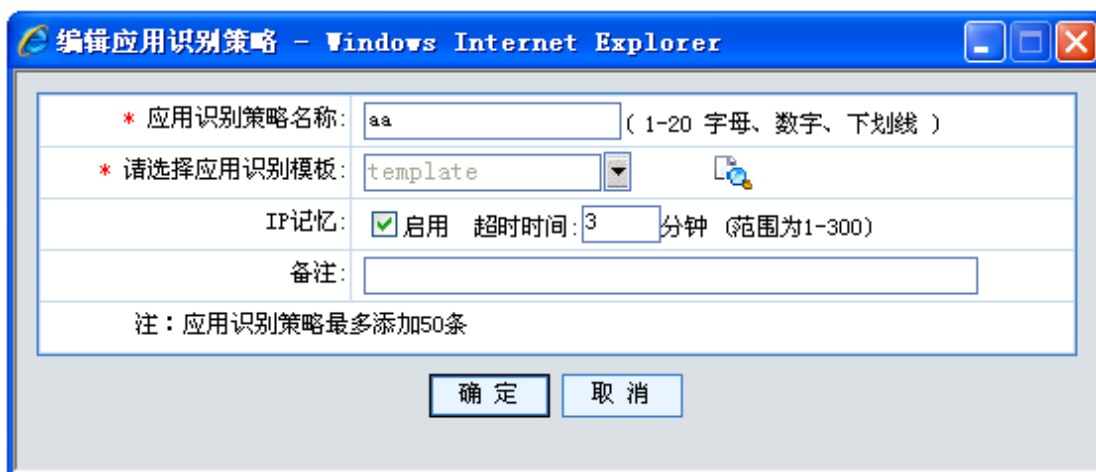 编辑应用识别策略 - Windows Internet Explorer
* 应用识别策略名称: aa ( 1-20 字母、数字、下划线 )
* 请选择应用识别模板: template
IP记忆: 启用 超时时间: 3 分钟 (范围为1-300)
备注:
注：应用识别策略最多添加50条
确 定 取 消